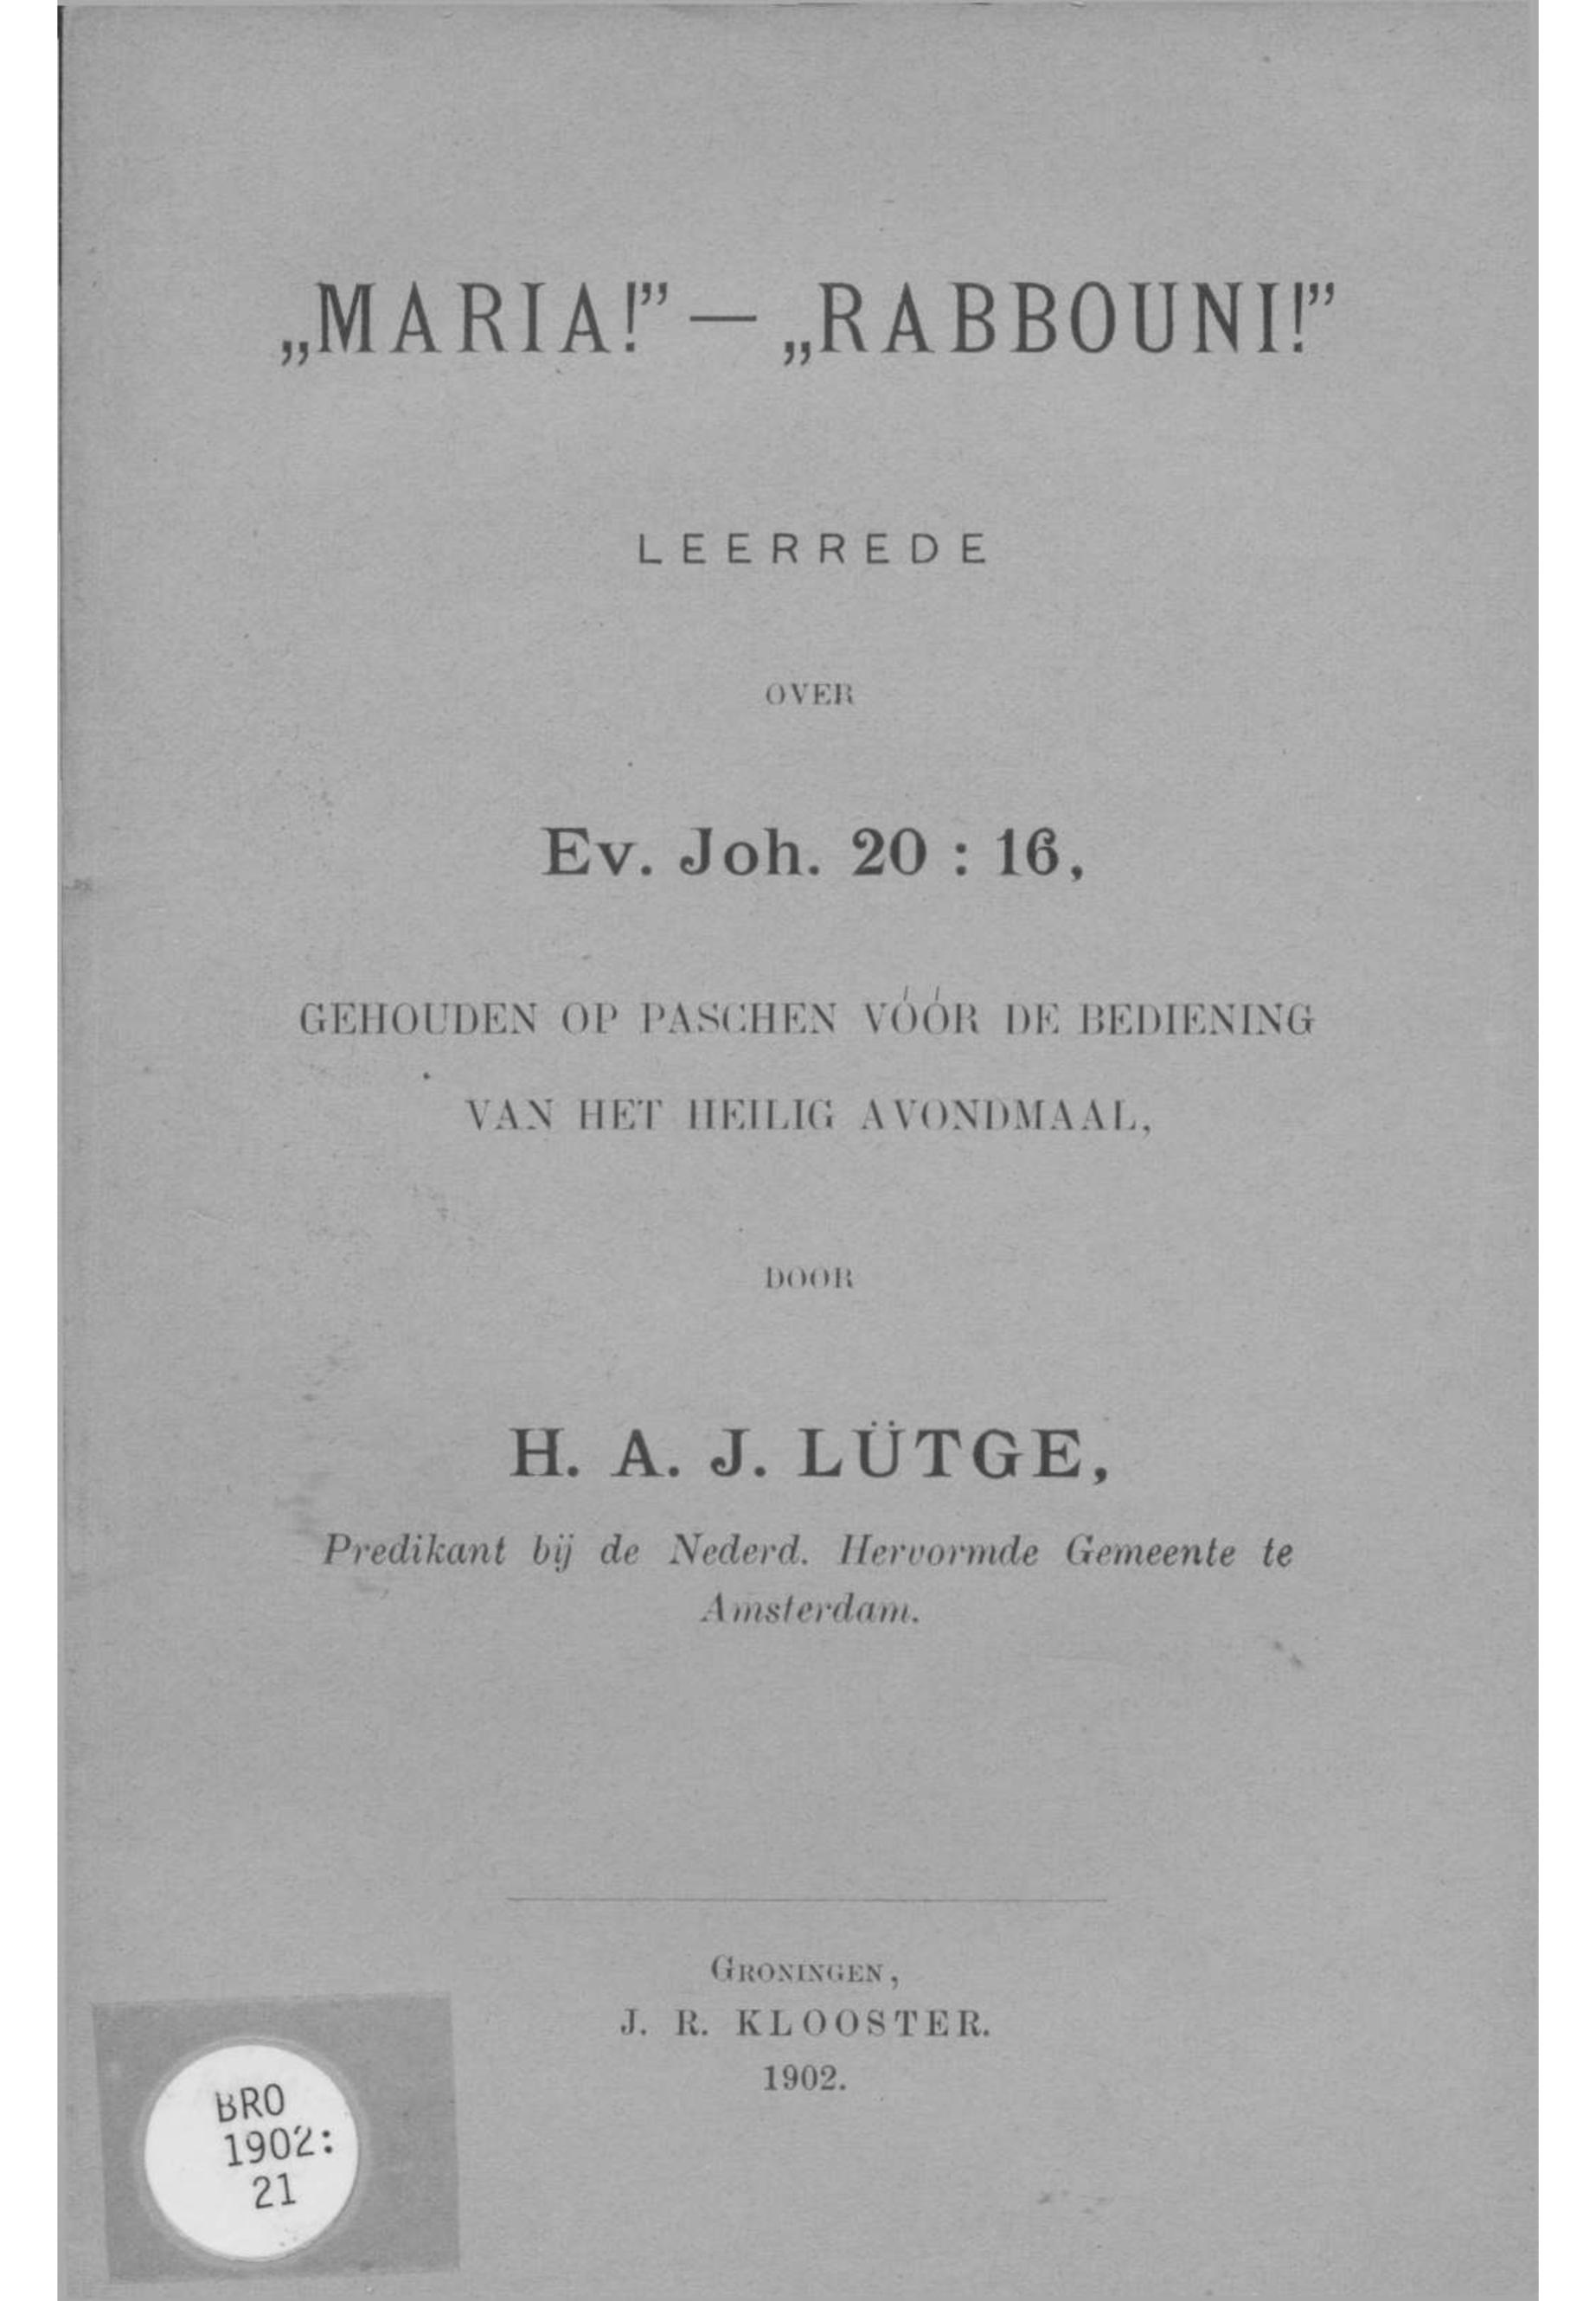 „MARIA!” — „RABBOUNI!”
LEERREDE
OVER
Ev. Joh. 20 : 16,
GEHOUDEN OP PASCHEN VÓÓR DE BEDIENING
VAN HET HEILIG AVONDMAAL,
DOOR
H. A. J. LÜTGE,
Predikant bij de Nederd. Hervormde Gemeente te
Amsterdam.
GRONINGEN,
J. R. KLOOSTER.
1902.
BRO
1902:
21